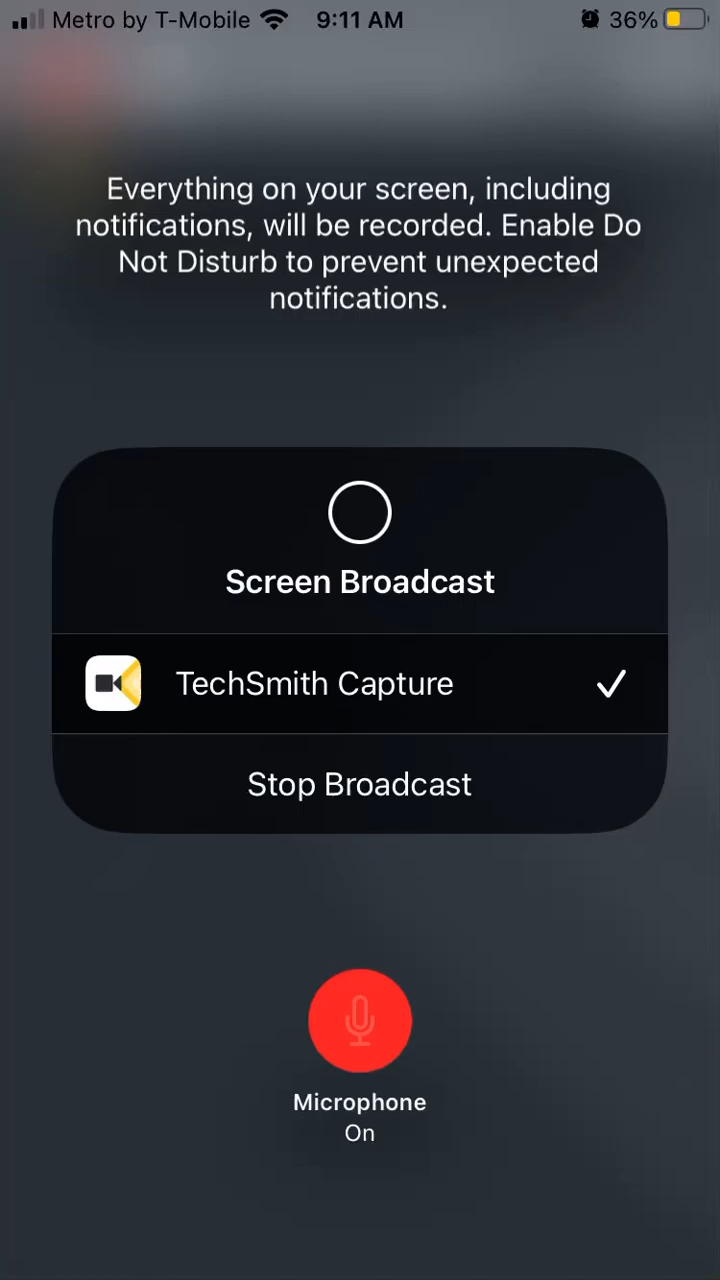 Metro by T-Mobile 9:11 AM 36%
Everything on your screen, including
notifications, will be recorded. Enable Do
Not Disturb to prevent unexpected
notifications.
Screen Broadcast
TechSmith Capture
Stop Broadcast
Microphone
On